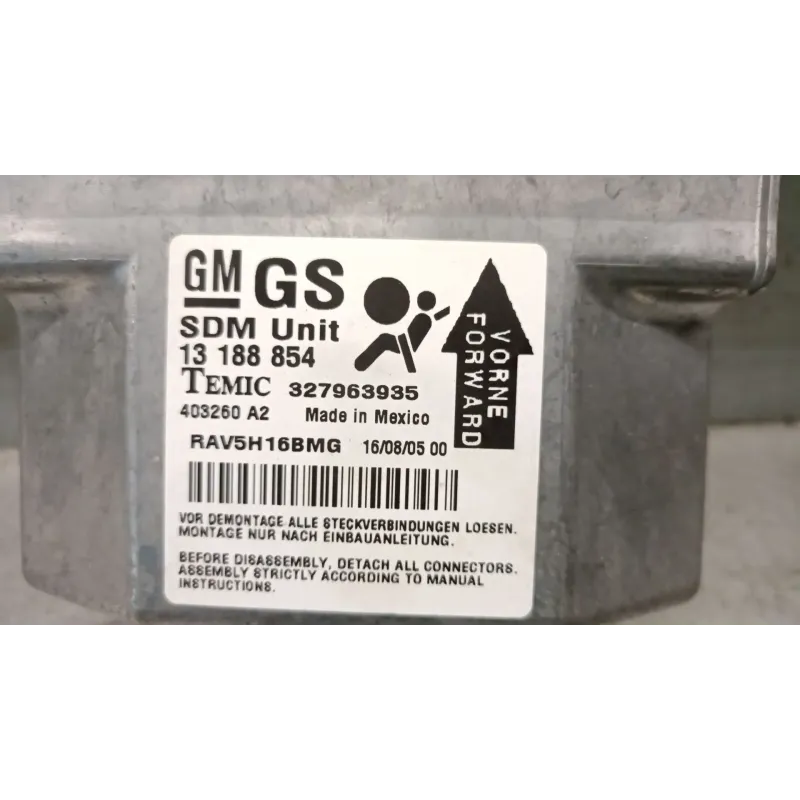 GM GS
SDM Unit
13 188 854
TEMIC 327963935
403260 A2 Made in Mexico
RAV5H16BMG 16/08/05 00
VORNE
FORWARD
VOR DEMONTAGE ALLE STECKVERBINDUNGEN LOESEN.
MONTAGE NUR NACH EINBAUANLEITUNG.
BEFORE DISASSEMBLY, DETACH ALL CONNECTORS.
ASSEMBLY STRICTLY ACCORDING TO MANUAL
INSTRUCTIONS.